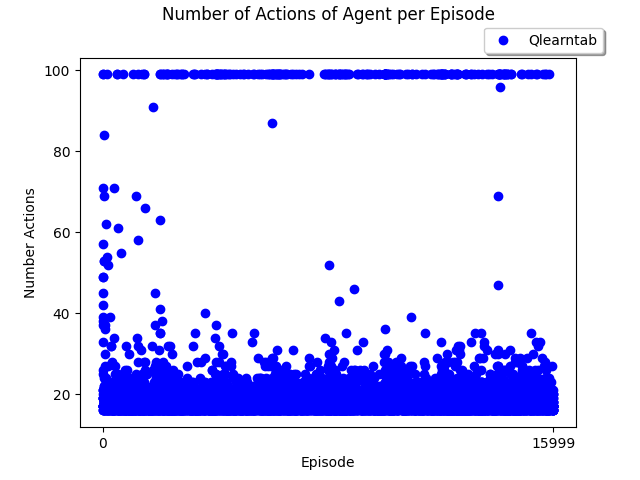 Number of Actions of Agent per Episode
Qlearntab
100
80
60
40
20
Number Actions
0
15999
Episode